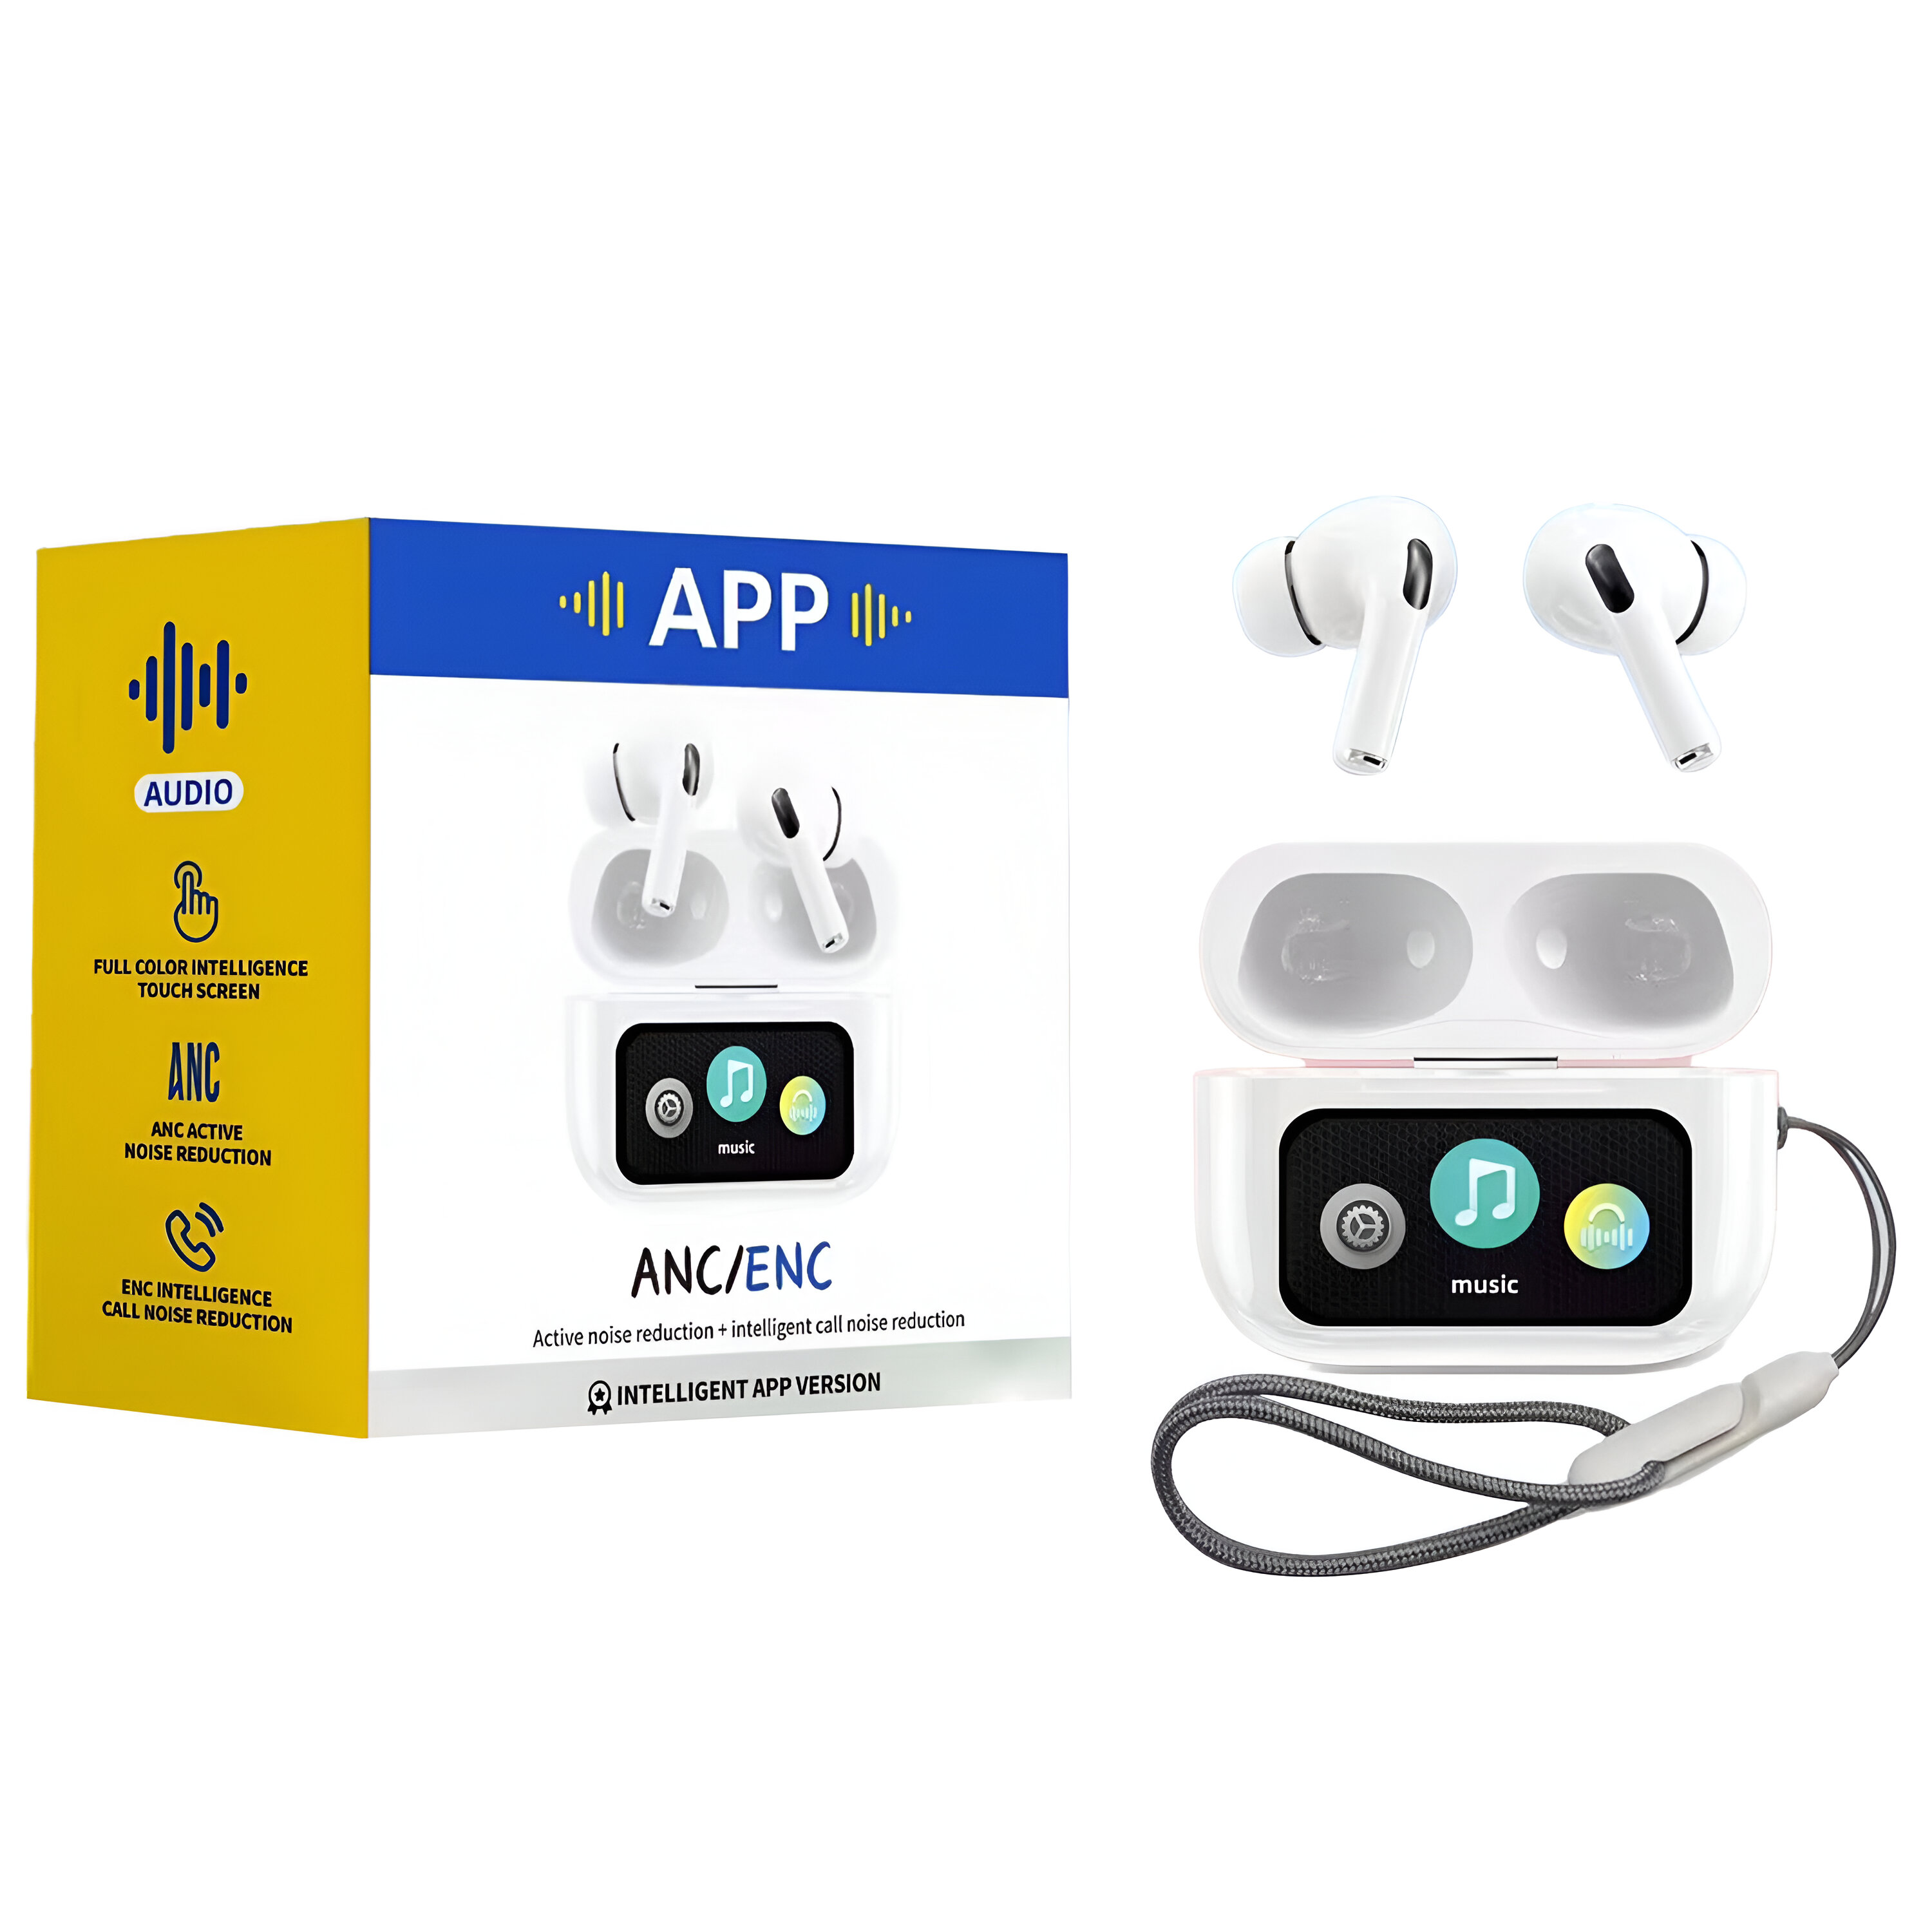 AUDIO
FULL COLOR INTELLIGENCE
TOUCH SCREEN
ANC
ANC ACTIVE
NOISE REDUCTION
ENC INTELLIGENCE
CALL NOISE REDUCTION
APP
music
ANC/ENC
Active noise reduction + intelligent call noise reduction
INTELLIGENT APP VERSION
music